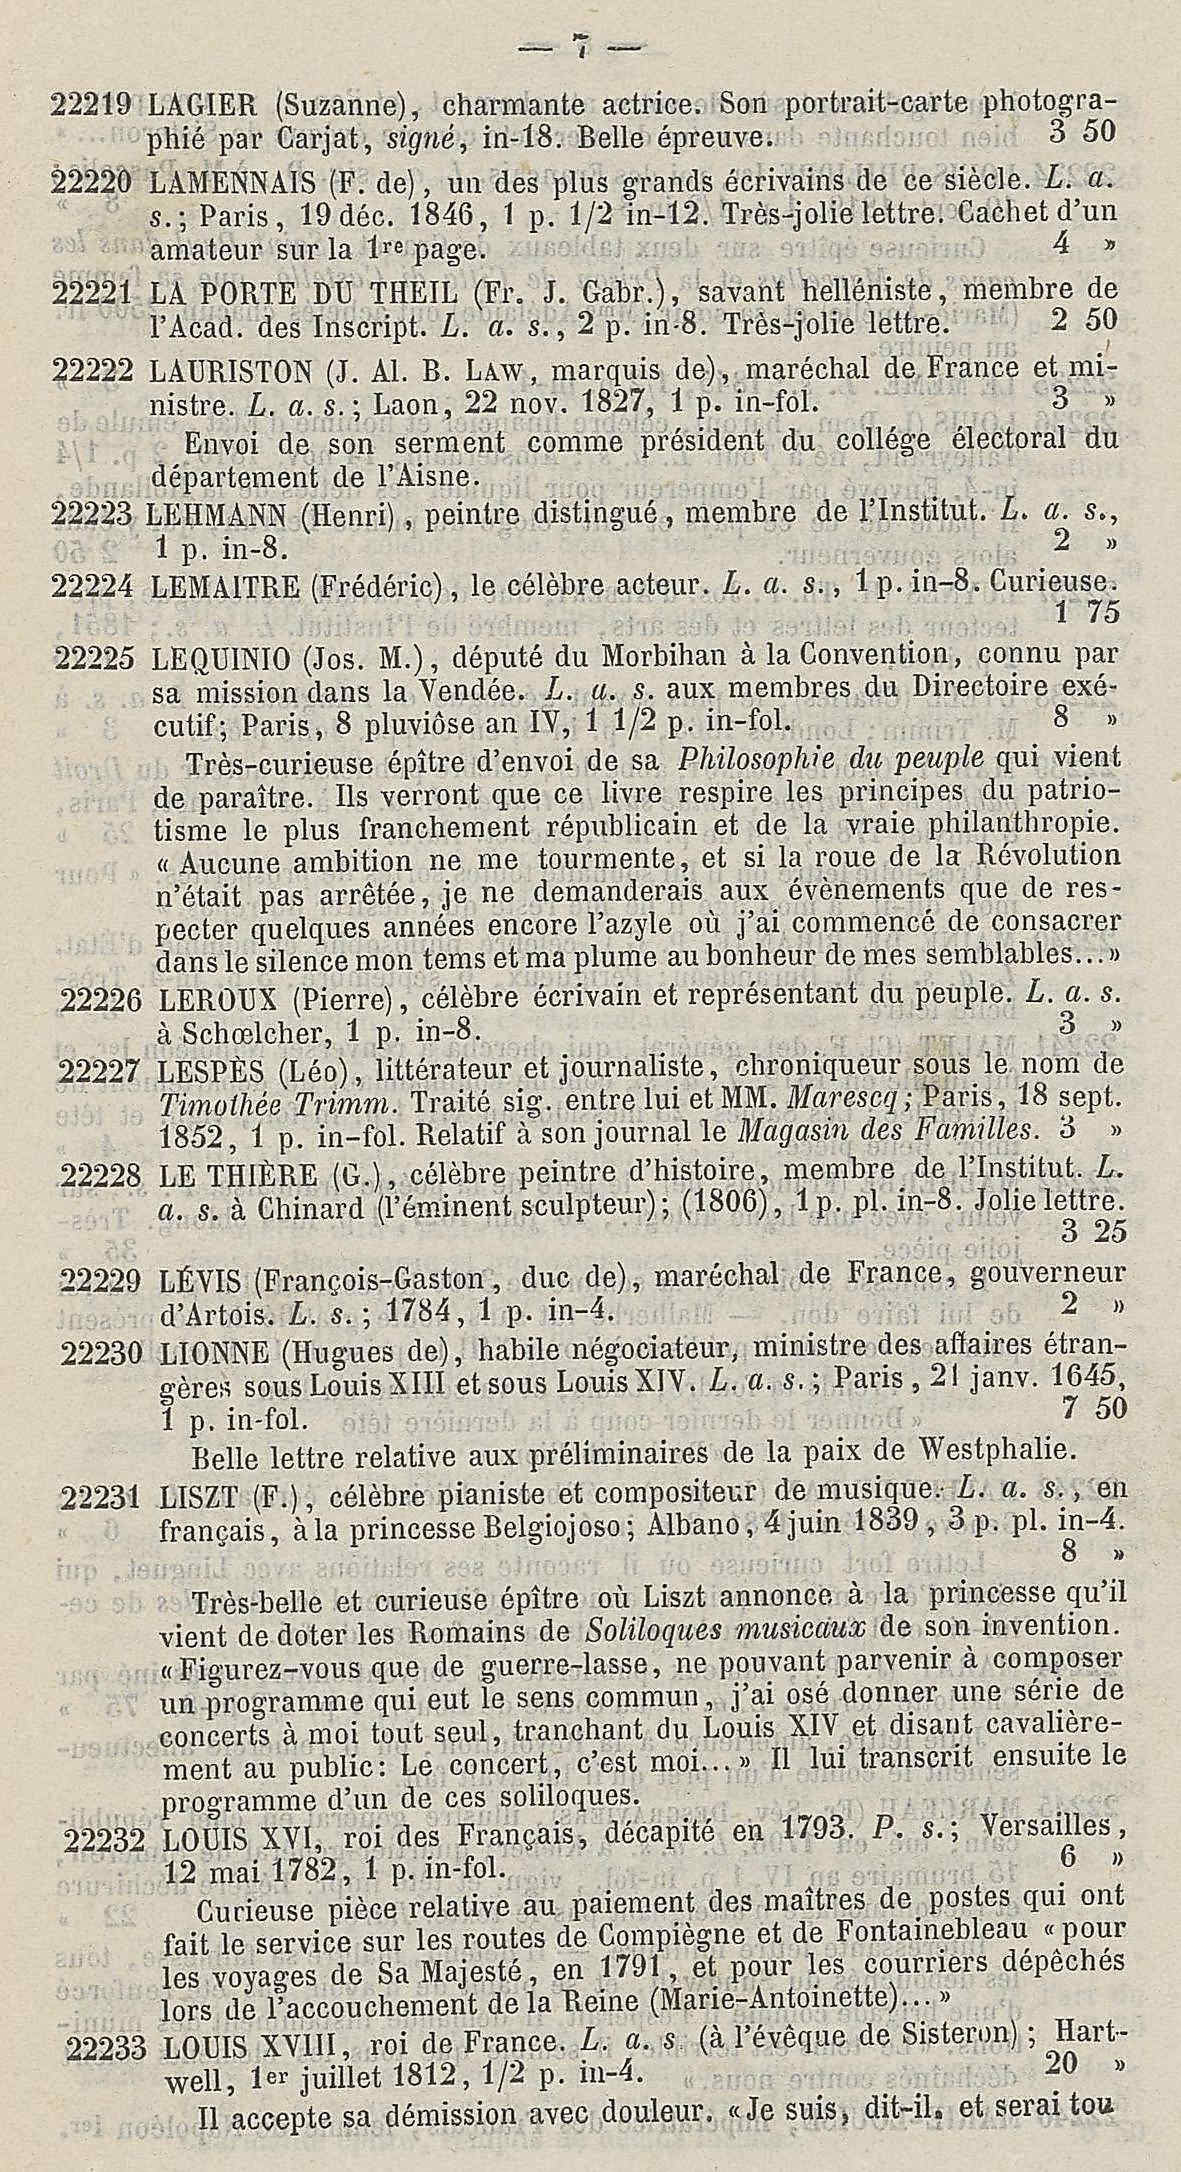 — 7 —
22219 LAGIER (Suzanne), charmante actrice. Son portrait-carte photogra-
phié par Carjat, signé, in-18. Belle épreuve. 3 50
22220 LAMENNAIS (F. de), un des plus grands écrivains de ce siècle. L. a.
s.; Paris, 19 déc. 1846, 1 p. 1/2 in-12. Très-jolie lettre. Cachet d'un
amateur sur la 1re page. 4 »
22221 LA PORTE DU THEIL (Fr. J. Gabr.), savant helléniste, membre de
l'Acad. des Inscript. L. a. s., 2 p. in-8. Très-jolie lettre. 2 50
22222 LAURISTON (J. Al. B. LAW, marquis de), maréchal de France et mi-
nistre. L. a. s.; Laon, 22 nov. 1827, 1 p. in-fol. 3 »
Envoi de son serment comme président du collége électoral du
département de l'Aisne.
22223 LEHMANN (Henri), peintre distingué, membre de l'Institut. L. a. s.,
1 p. in-8. 2 »
22224 LEMAITRE (Frédéric), le célèbre acteur. L. a. s., 1 p. in-8. Curieuse.
1 75
22225 LEQUINIO (Jos. M.), député du Morbihan à la Convention, connu par
sa mission dans la Vendée. L. a. s. aux membres du Directoire exé-
cutif; Paris, 8 pluviôse an IV, 1 1/2 p. in-fol. 8 »
Très-curieuse épître d'envoi de sa Philosophie du peuple qui vient
de paraître. Ils verront que ce livre respire les principes du patrio-
tisme le plus franchement républicain et de la vraie philanthropie.
« Aucune ambition ne me tourmente, et si la roue de la Révolution
n'était pas arrêtée, je ne demanderais aux évènements que de res-
pecter quelques années encore l'azyle où j'ai commencé de consacrer
dans le silence mon tems et ma plume au bonheur de mes semblables...»
22226 LEROUX (Pierre), célèbre écrivain et représentant du peuple. L. a. s.
à Schœlcher, 1 p. in-8. 3 »
22227 LESPÈS (Léo), littérateur et journaliste, chroniqueur sous le nom de
Timothée Trimm. Traité sig. entre lui et MM. Marescq; Paris, 18 sept.
1852, 1 p. in-fol. Relatif à son journal le Magasin des Familles. 3 »
22228 LE THIÈRE (G.), célèbre peintre d'histoire, membre de l'Institut. L.
a. s. à Chinard (l'éminent sculpteur); (1806), 1 p. pl. in-8. Jolie lettre.
3 25
22229 LÉVIS (François-Gaston, duc de), maréchal de France, gouverneur
d'Artois. L. s.; 1784, 1 p. in-4. 2 »
22230 LIONNE (Hugues de), habile négociateur, ministre des affaires étran-
gères sous Louis XIII et sous Louis XIV. L. a. s.; Paris, 21 janv. 1645,
1 p. in-fol. 7 50
Belle lettre relative aux préliminaires de la paix de Westphalie.
22231 LISZT (F.), célèbre pianiste et compositeur de musique. L. a. s., en
français, à la princesse Belgiojoso; Albano, 4 juin 1839, 3 p. pl. in-4.
8 »
Très-belle et curieuse épître où Liszt annonce à la princesse qu'il
vient de doter les Romains de Soliloques musicaux de son invention.
« Figurez-vous que de guerre-lasse, ne pouvant parvenir à composer
un programme qui eut le sens commun, j'ai osé donner une série de
concerts à moi tout seul, tranchant du Louis XIV et disant cavalière-
ment au public: Le concert, c'est moi...» Il lui transcrit ensuite le
programme d'un de ces soliloques.
22232 LOUIS XVI, roi des Français, décapité en 1793. P. s.; Versailles,
12 mai 1782, 1 p. in-fol. 6 »
Curieuse pièce relative au paiement des maîtres de postes qui ont
fait le service sur les routes de Compiègne et de Fontainebleau « pour
les voyages de Sa Majesté, en 1791, et pour les courriers dépêchés
lors de l'accouchement de la Reine (Marie-Antoinette)...»
22233 LOUIS XVIII, roi de France. L. a. s. (à l'évêque de Sisteron); Hart-
well, 1er juillet 1812, 1/2 p. in-4. 20 »
Il accepte sa démission avec douleur. «Je suis, dit-il, et serai tou